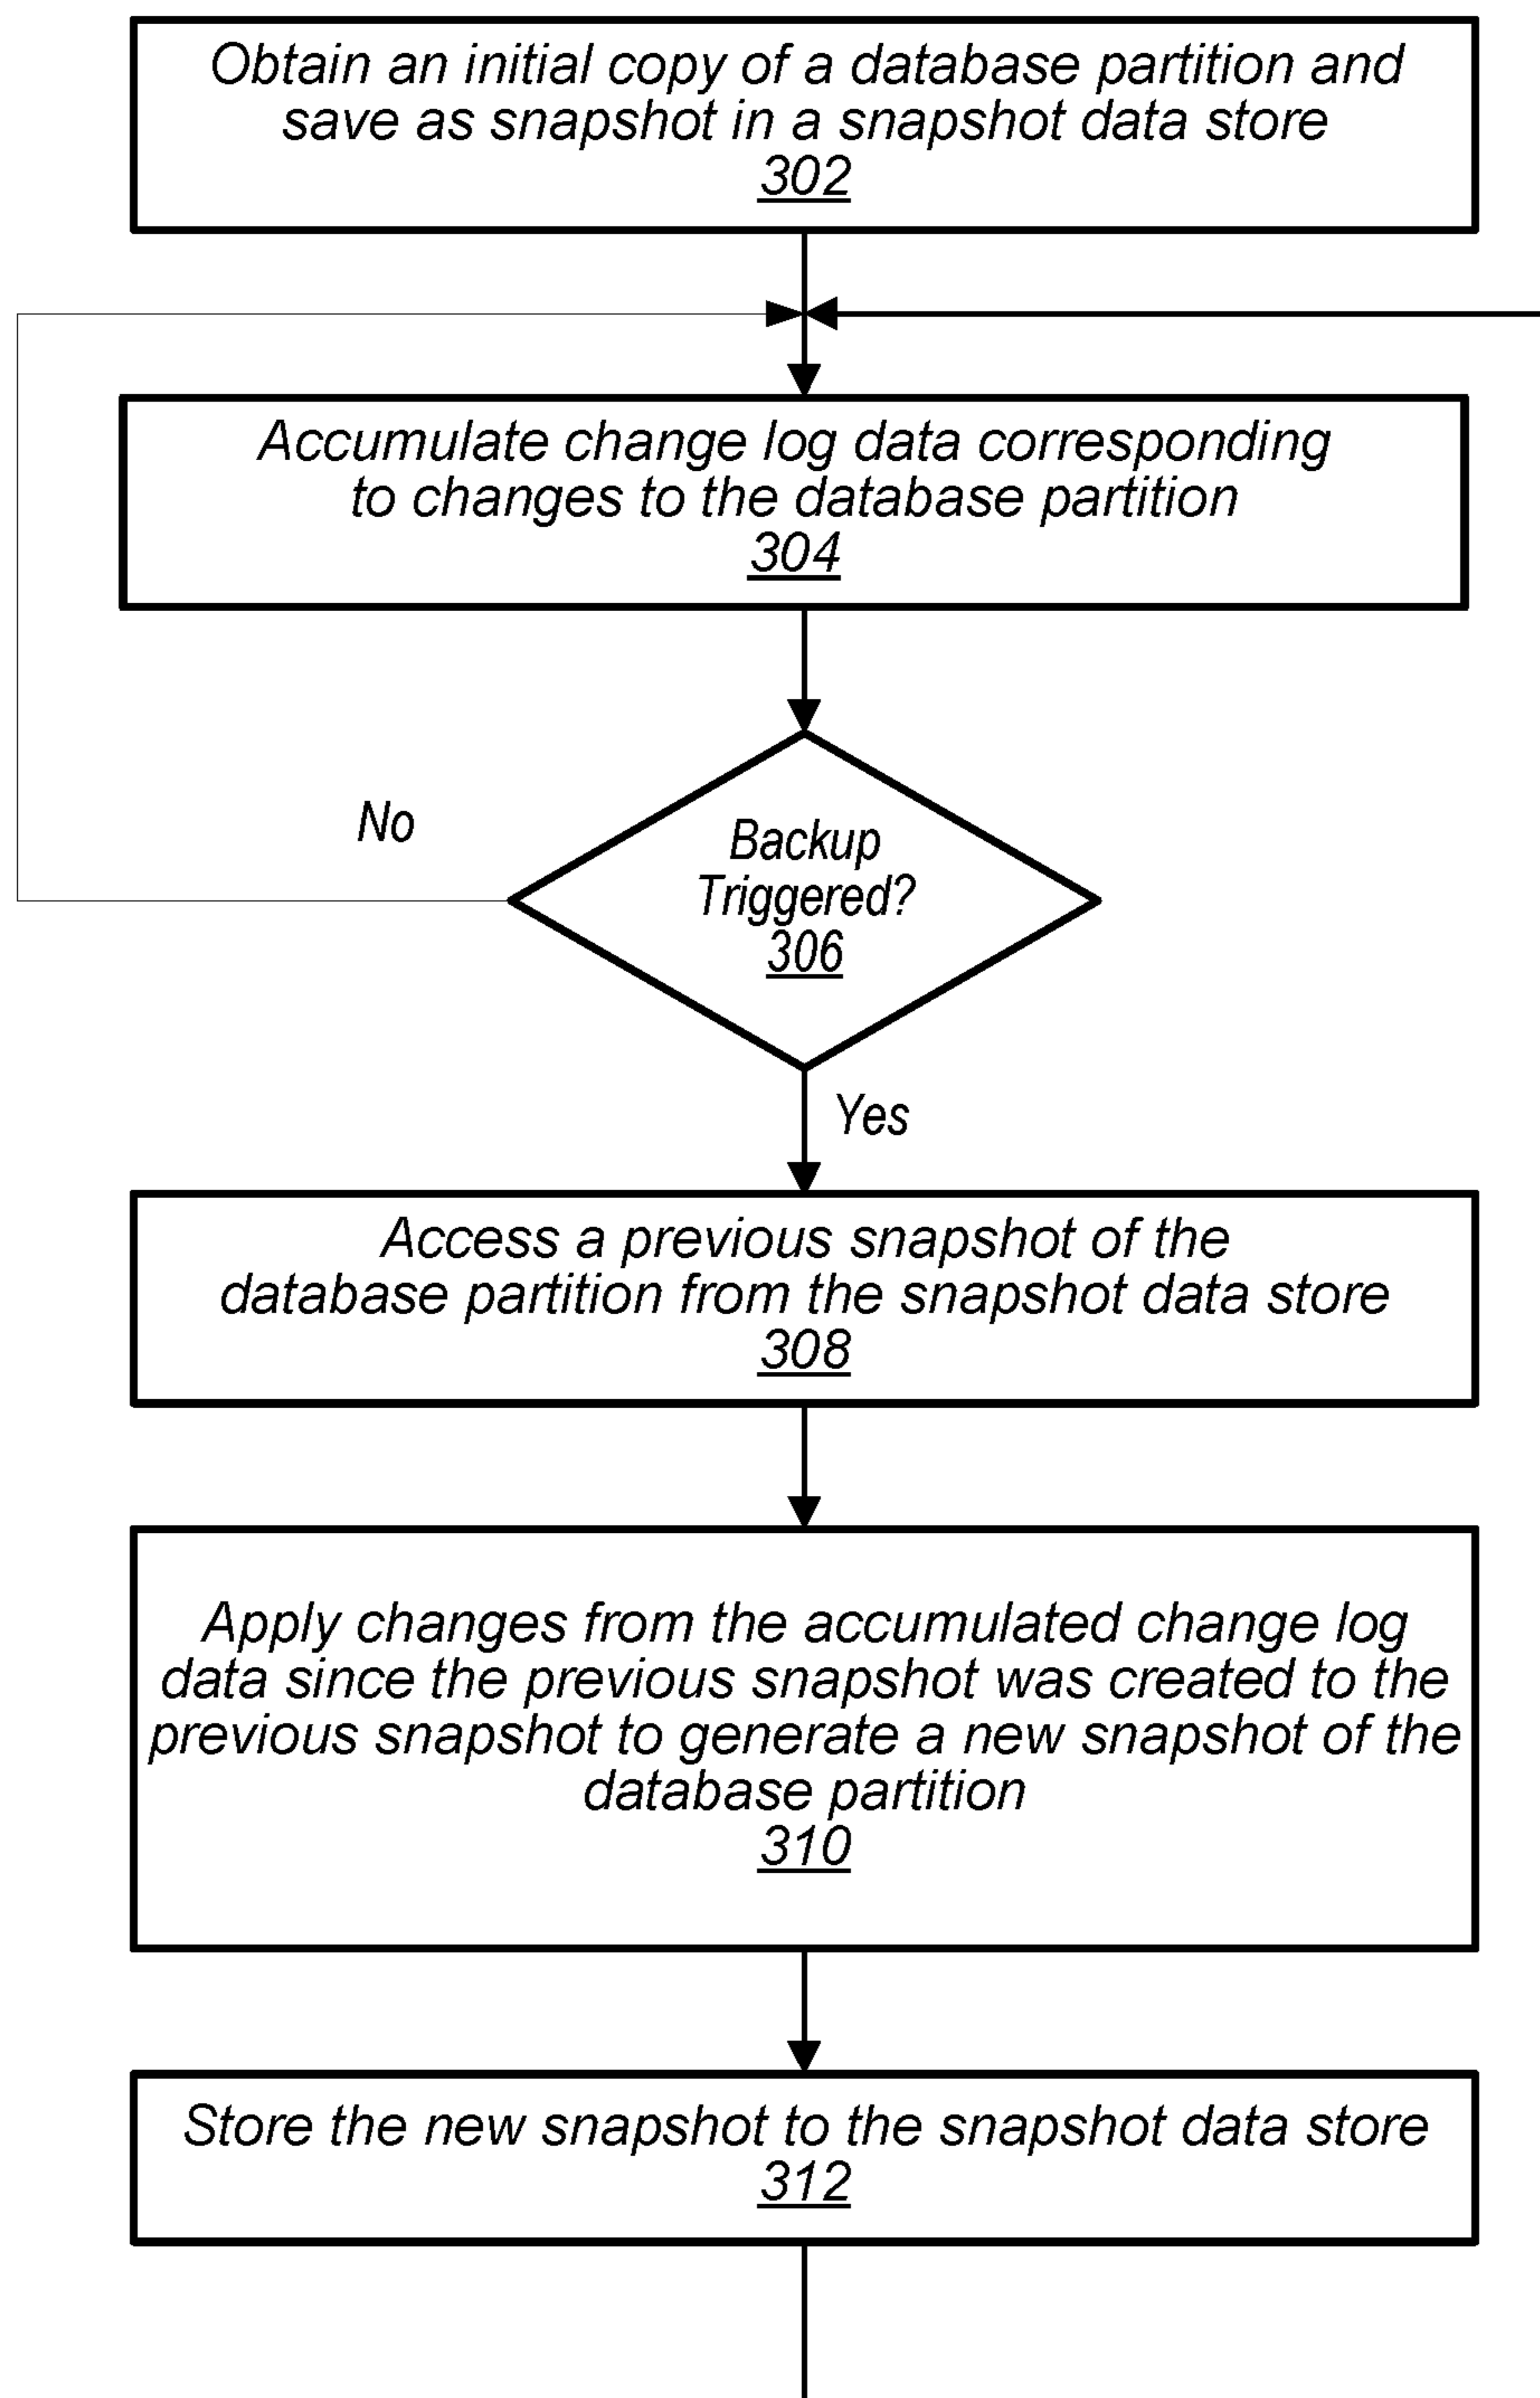 Obtain an initial copy of a database partition and
save as snapshot in a snapshot data store
302
Accumulate change log data corresponding
to changes to the database partition
304
No
Backup
Triggered?
306
Yes
Access a previous snapshot of the
database partition from the snapshot data store
308
Apply changes from the accumulated change log
data since the previous snapshot was created to the
previous snapshot to generate a new snapshot of the
database partition
310
Store the new snapshot to the snapshot data store
312